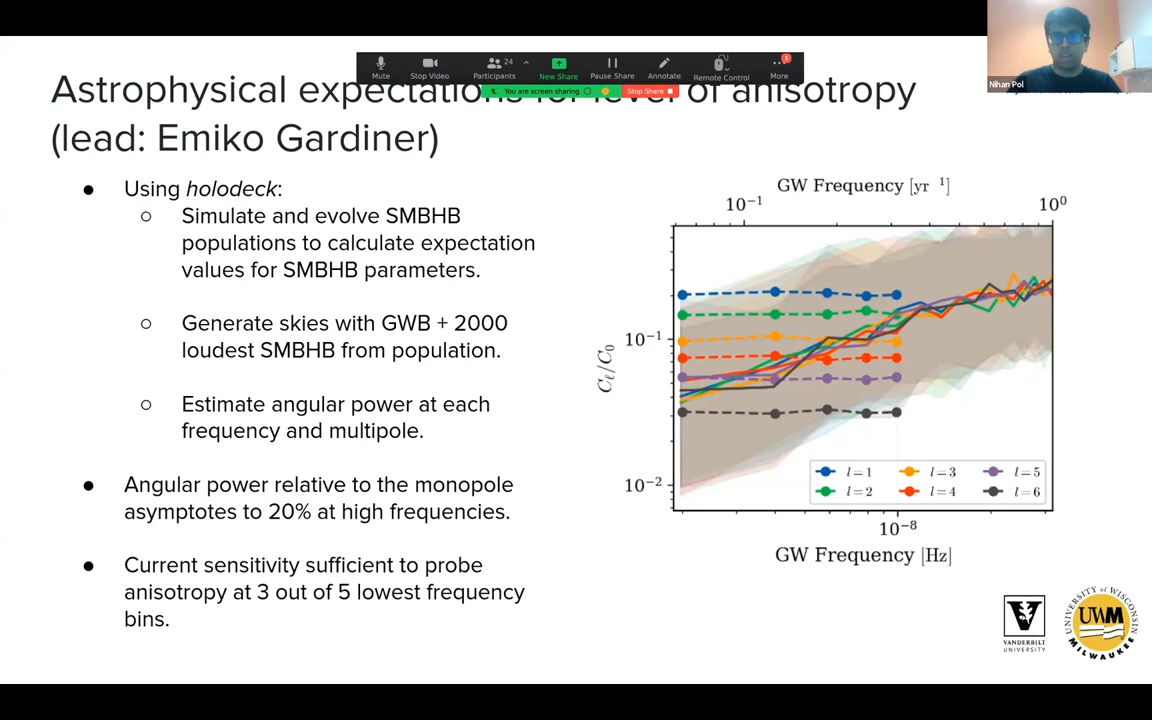 24
Mute
Stop Video
Participants
New Share
Pause Share
Annotate
Remote Control
1
More
You are screen sharing
Stop Share
Nihan Pol
Astrophysical expectations for level of anisotropy
(lead: Emiko Gardiner)
● Using holodeck:
○ Simulate and evolve SMBHB
populations to calculate expectation
values for SMBHB parameters.
○ Generate skies with GWB + 2000
loudest SMBHB from population.
○ Estimate angular power at each
frequency and multipole.
● Angular power relative to the monopole
asymptotes to 20% at high frequencies.
● Current sensitivity sufficient to probe
anisotropy at 3 out of 5 lowest frequency
bins.
GW Frequency [yr ¹]
10⁻¹ 10⁰
10⁻¹
Cℓ/C₀
10⁻²
l = 1 l = 3 l = 5
l = 2 l = 4 l = 6
10⁻⁸
GW Frequency [Hz]
V
VANDERBILT
UNIVERSITY
UNIVERSITY of WISCONSIN
UWM
MILWAUKEE